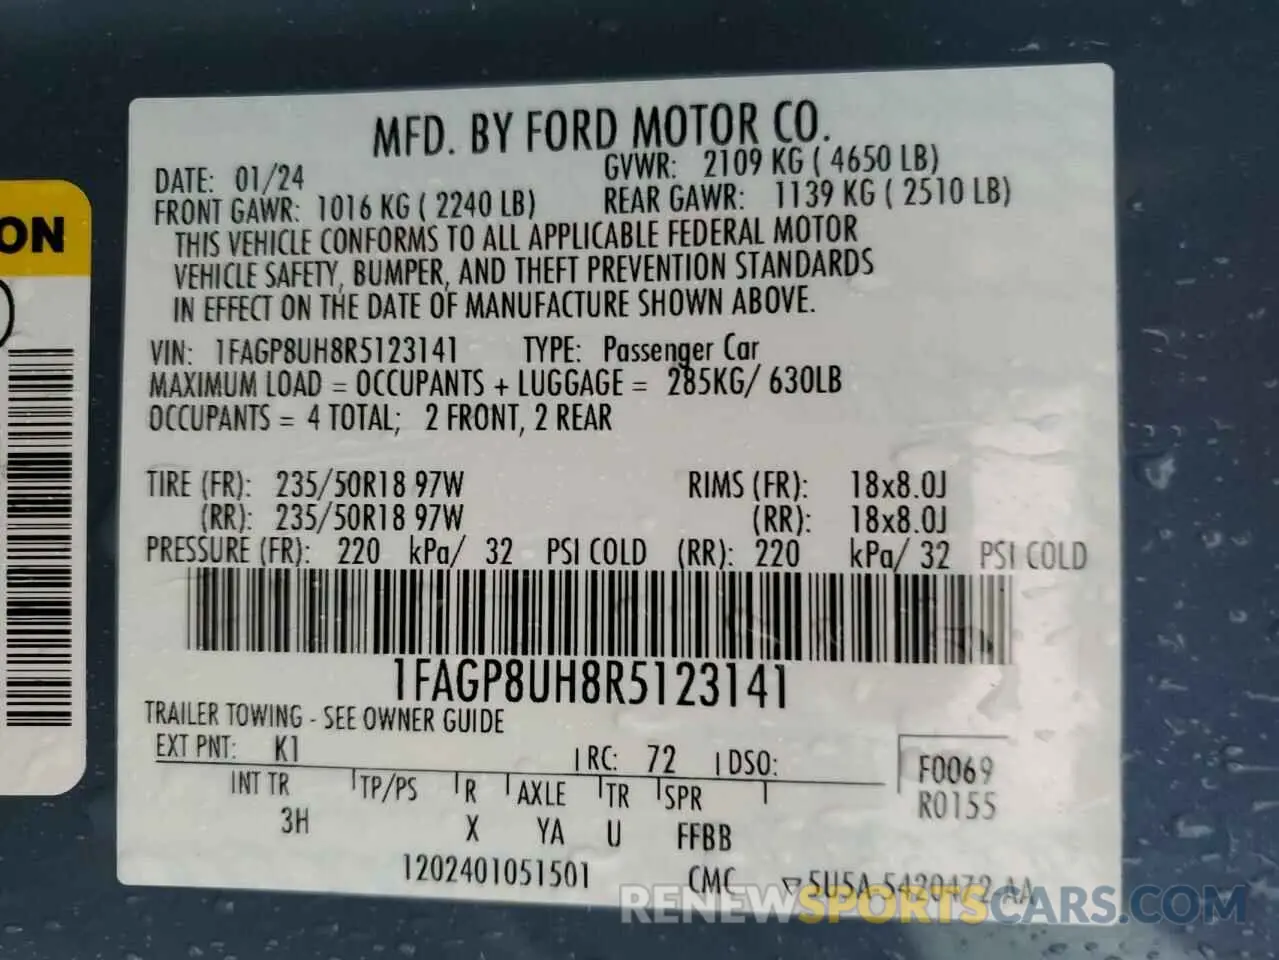 MFD. BY FORD MOTOR CO.
DATE: 01/24 GVWR: 2109 KG ( 4650 LB)
FRONT GAWR: 1016 KG ( 2240 LB) REAR GAWR: 1139 KG ( 2510 LB)
THIS VEHICLE CONFORMS TO ALL APPLICABLE FEDERAL MOTOR
VEHICLE SAFETY, BUMPER, AND THEFT PREVENTION STANDARDS
IN EFFECT ON THE DATE OF MANUFACTURE SHOWN ABOVE.
VIN: 1FAGP8UH8R5123141 TYPE: Passenger Car
MAXIMUM LOAD = OCCUPANTS + LUGGAGE = 285KG/ 630LB
OCCUPANTS = 4 TOTAL; 2 FRONT, 2 REAR
TIRE (FR): 235/50R18 97W RIMS (FR): 18x8.0J
(RR): 235/50R18 97W (RR): 18x8.0J
PRESSURE (FR): 220 kPa/ 32 PSI COLD (RR): 220 kPa/ 32 PSI COLD
1FAGP8UH8R5123141
TRAILER TOWING - SEE OWNER GUIDE
EXT PNT: K1 RC: 72 DSO: F0069
INT TR TP/PS R AXLE TR SPR R0155
3H X YA U FFBB
1202401051501 CMC ▽5U5A-5420472-AA
ON
RENEWSPORTSCARS.COM